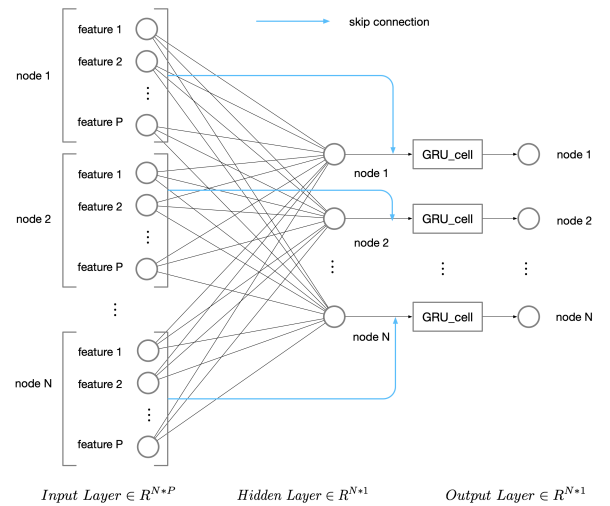 feature 1
skip connection
feature 2
node 1
feature P
GRU_cell
node 1
node 1
feature 1
feature 2
node 2
GRU_cell
node 2
node 2
feature P
GRU_cell
node N
node N
feature 1
feature 2
node N
feature P
Input Layer ∈ R^{N*P}
Hidden Layer ∈ R^{N*1}
Output Layer ∈ R^{N*1}